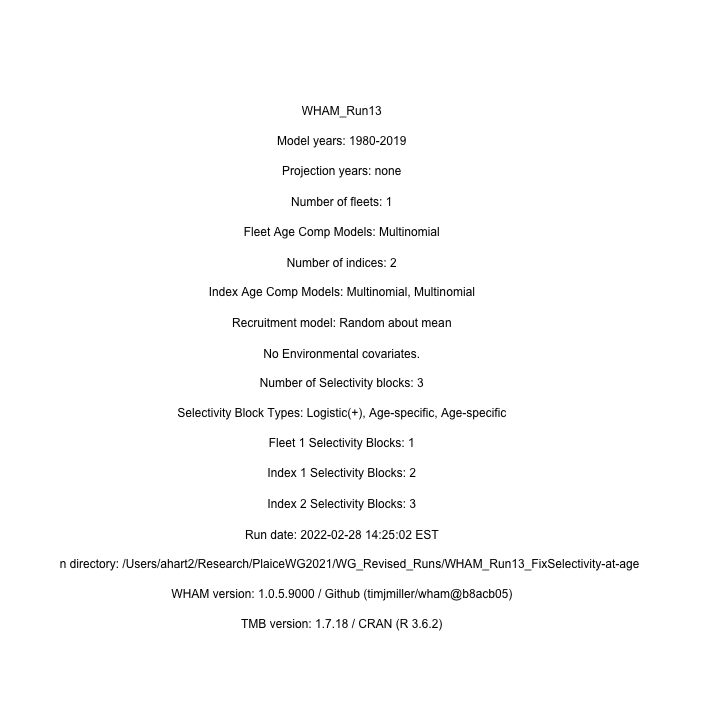 WHAM_Run13
Model years: 1980-2019
Projection years: none
Number of fleets: 1
Fleet Age Comp Models: Multinomial
Number of indices: 2
Index Age Comp Models: Multinomial, Multinomial
Recruitment model: Random about mean
No Environmental covariates.
Number of Selectivity blocks: 3
Selectivity Block Types: Logistic(+), Age-specific, Age-specific
Fleet 1 Selectivity Blocks: 1
Index 1 Selectivity Blocks: 2
Index 2 Selectivity Blocks: 3
Run date: 2022-02-28 14:25:02 EST
n directory: /Users/ahart2/Research/PlaiceWG2021/WG_Revised_Runs/WHAM_Run13_FixSelectivity-at-age
WHAM version: 1.0.5.9000 / Github (timjmiller/wham@b8acb05)
TMB version: 1.7.18 / CRAN (R 3.6.2)